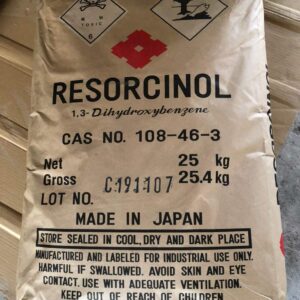 TOXIC
6
RESORCINOL
1,3-Dihydroxybenzene
CAS NO. 108-46-3
Net 25 kg
Gross 25.4 kg
LOT NO. C191107
MADE IN JAPAN
STORE SEALED IN COOL, DRY AND DARK PLACE
MANUFACTURED AND LABELED FOR INDUSTRIAL USE ONLY.
HARMFUL IF SWALLOWED. AVOID SKIN AND EYE
CONTACT. USE WITH ADEQUATE VENTILATION.
KEEP OUT OF REACH OF CHILDREN